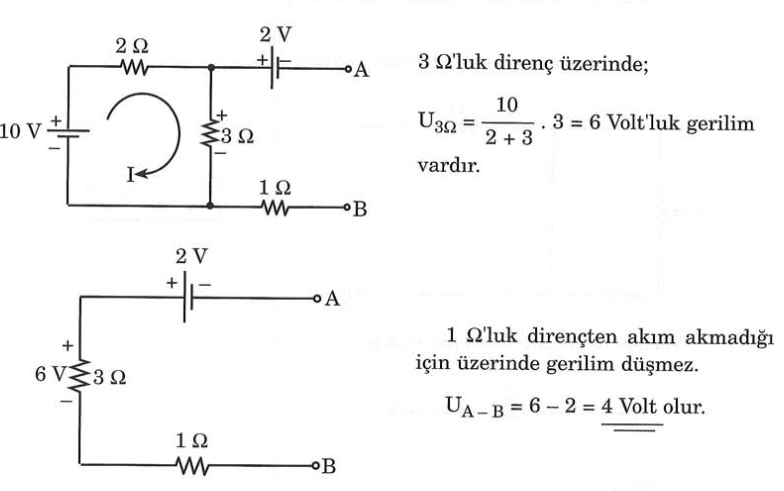 2 Ω
2 V
+
A
10 V
+
−
+
3 Ω
−
I
1 Ω
B
3 Ω'luk direnç üzerinde;
U3Ω = 10 / 2 + 3 . 3 = 6 Volt'luk gerilim
vardır.
2 V
+ −
A
+
6 V 3 Ω
−
1 Ω
B
1 Ω'luk dirençten akım akmadığı
için üzerinde gerilim düşmez.
UA – B = 6 – 2 = 4 Volt olur.